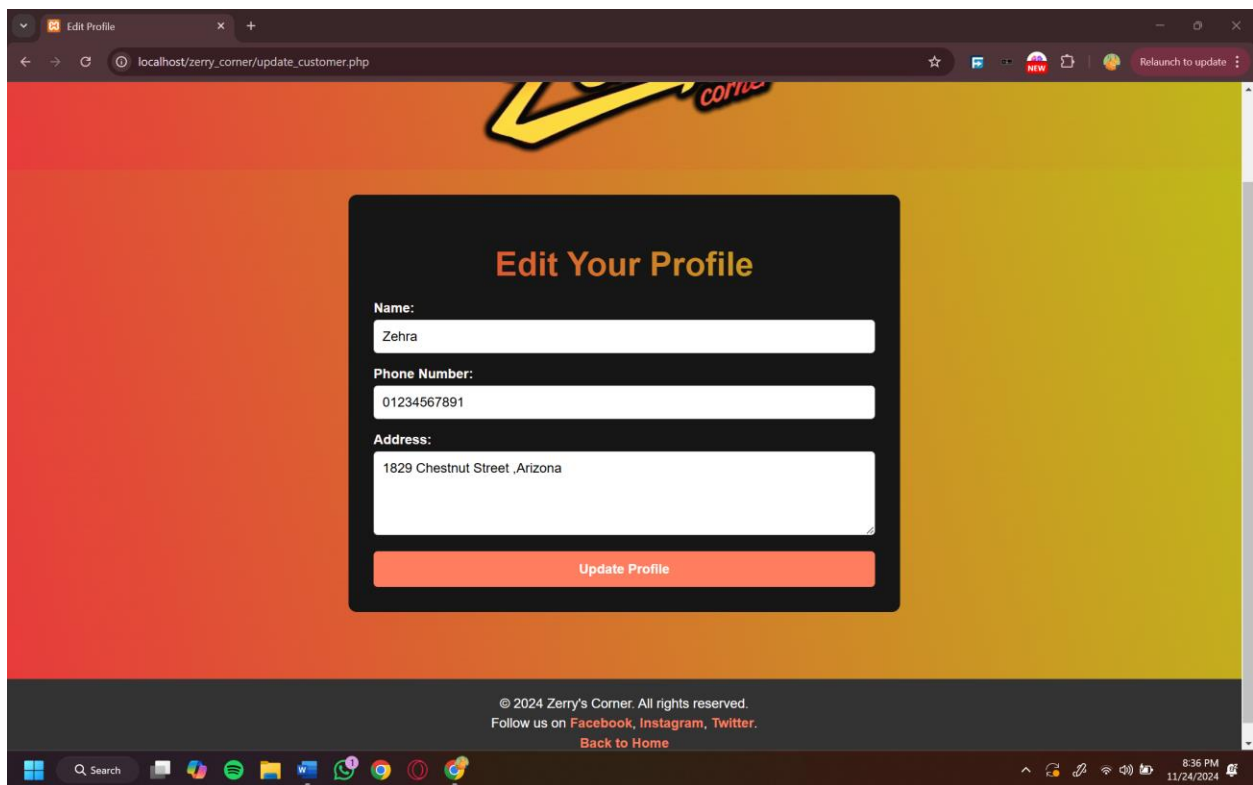 Edit Profile
localhost/zerry_corner/update_customer.php
NEW
Relaunch to update
corner
Edit Your Profile
Name:
Zehra
Phone Number:
01234567891
Address:
1829 Chestnut Street ,Arizona
Update Profile
© 2024 Zerry's Corner. All rights reserved.
Follow us on Facebook, Instagram, Twitter.
Back to Home
Search
1
8:36 PM
11/24/2024